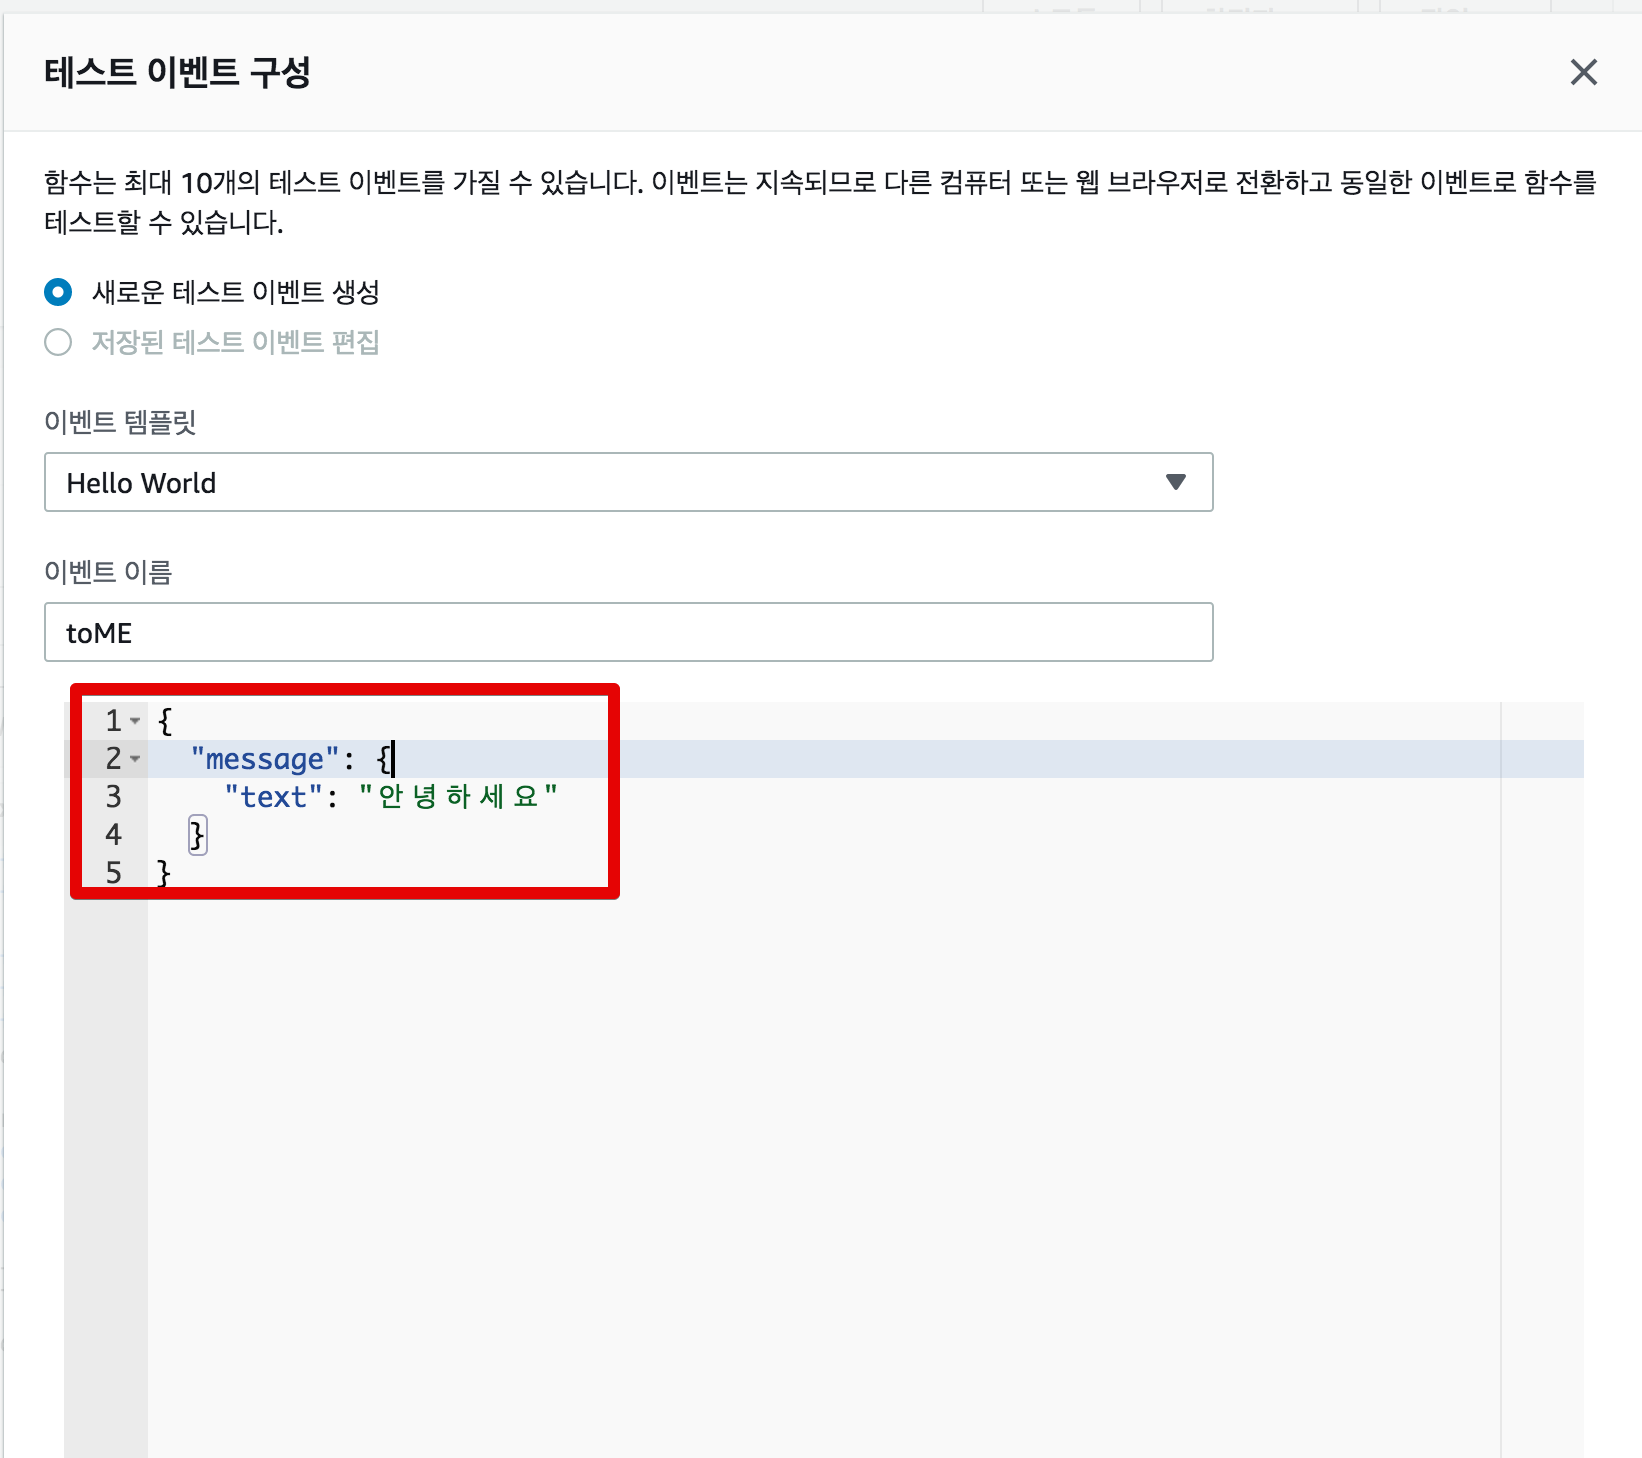 테스트 이벤트 구성
함수는 최대 10개의 테스트 이벤트를 가질 수 있습니다. 이벤트는 지속되므로 다른 컴퓨터 또는 웹 브라우저로 전환하고 동일한 이벤트로 함수를
테스트할 수 있습니다.
새로운 테스트 이벤트 생성
저장된 테스트 이벤트 편집
이벤트 템플릿
Hello World
이벤트 이름
toME
1 {
2 "message": {
3 "text": "안녕하세요"
4 }
5 }